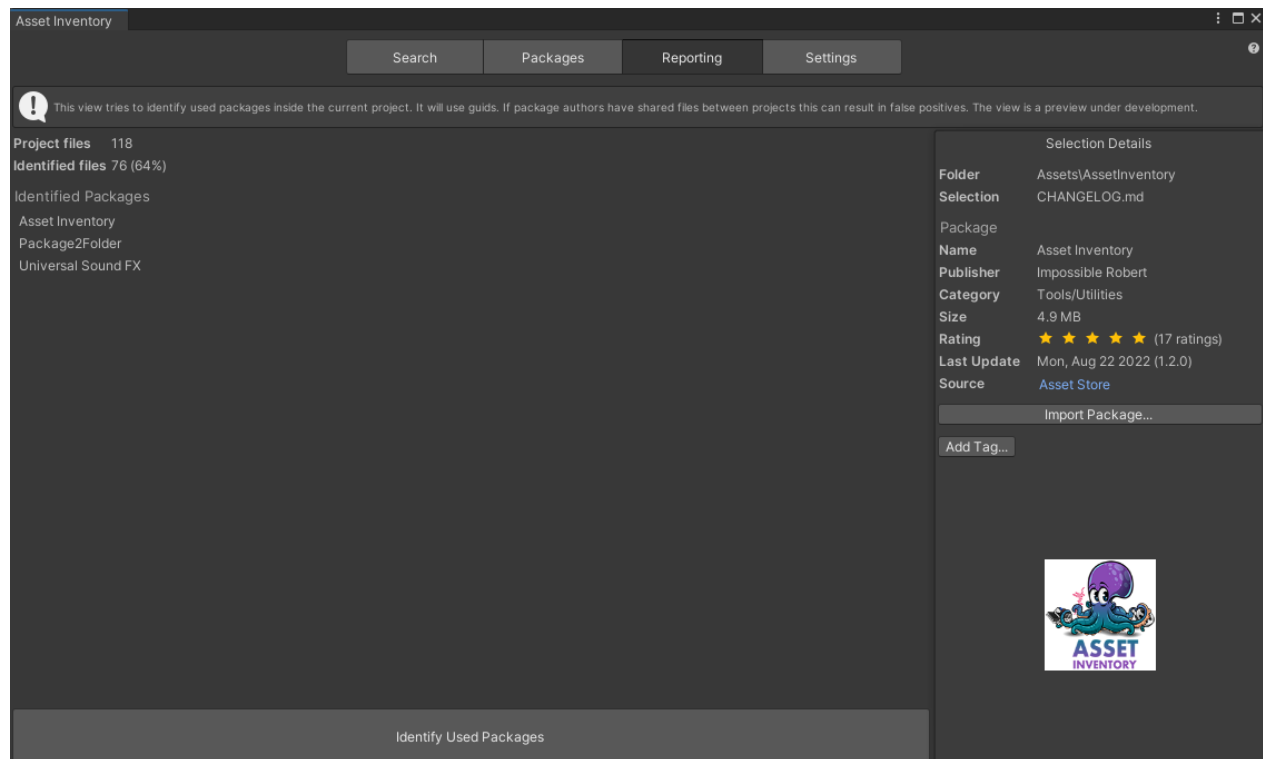 Asset Inventory
Search Packages Reporting Settings
This view tries to identify used packages inside the current project. It will use guids. If package authors have shared files between projects this can result in false positives. The view is a preview under development.
Project files 118
Identified files 76 (64%)
Identified Packages
Asset Inventory
Package2Folder
Universal Sound FX
Identify Used Packages
Selection Details
Folder Assets\AssetInventory
Selection CHANGELOG.md
Package
Name Asset Inventory
Publisher Impossible Robert
Category Tools/Utilities
Size 4.9 MB
Rating (17 ratings)
Last Update Mon, Aug 22 2022 (1.2.0)
Source Asset Store
Import Package...
Add Tag...
ASSET
INVENTORY